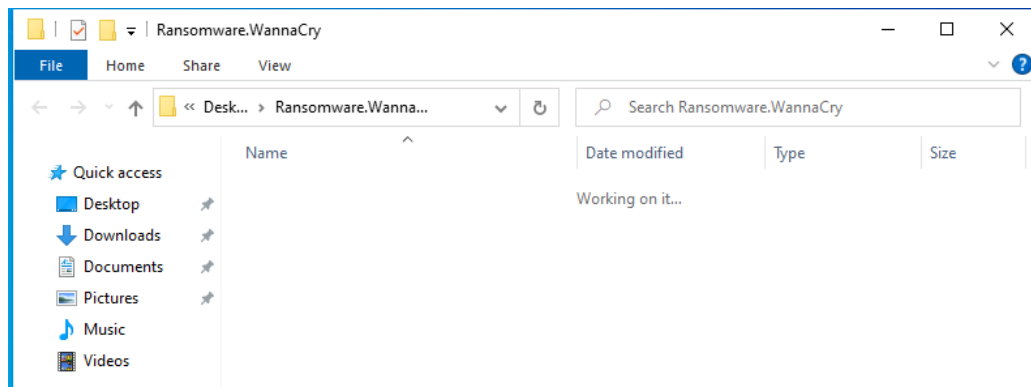 Ransomware.WannaCry
File Home Share View
« Desk... > Ransomware.Wanna...
Search Ransomware.WannaCry
Name Date modified Type Size
Working on it...
Quick access
Desktop
Downloads
Documents
Pictures
Music
Videos